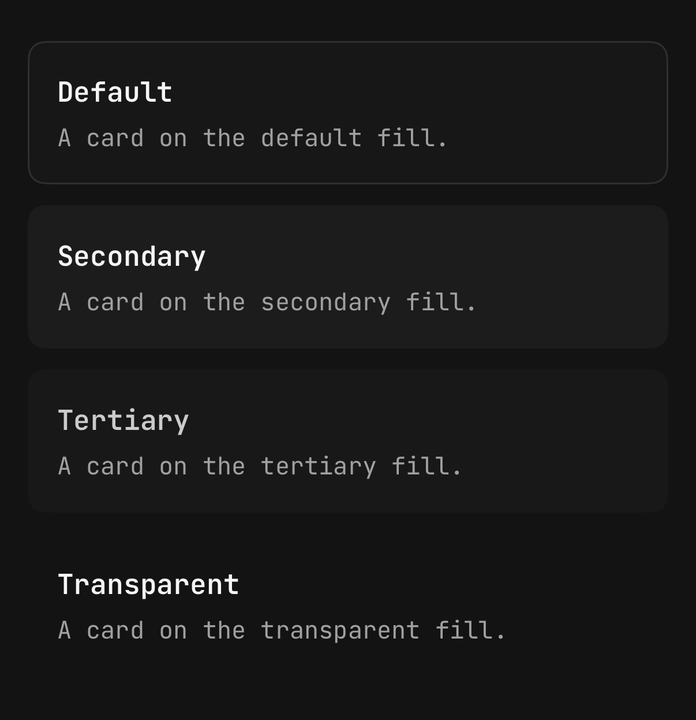 Default
A card on the default fill.
Secondary
A card on the secondary fill.
Tertiary
A card on the tertiary fill.
Transparent
A card on the transparent fill.